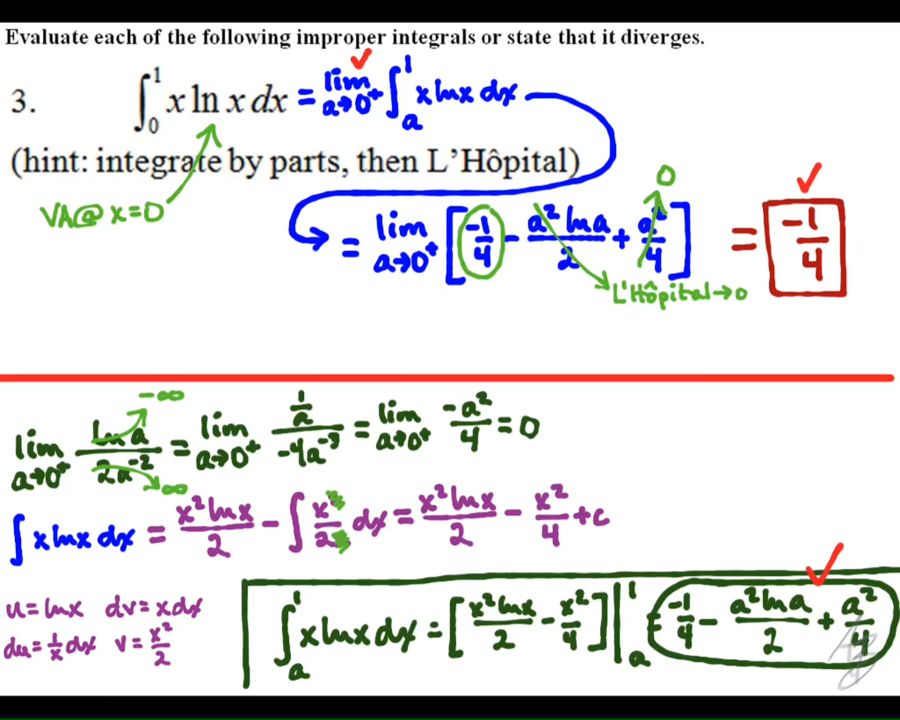 Evaluate each of the following improper integrals or state that it diverges.
3. ∫₀¹ x ln x dx = lim a→0⁺ ∫ₐ¹ x ln x dx
(hint: integrate by parts, then L'Hôpital)
VA@ x=0
= lim a→0⁺ [-1/4 - a² ln a/2 + a²/4] = -1/4
0
L'Hôpital→0
-∞
lim a→0⁺ ln a/2a⁻² = lim a→0⁺ (1/a)/-4a⁻³ = lim a→0⁺ -a²/4 = 0
∞
∫ x ln x dx = x² ln x/2 - ∫ x²/2x dx = x² ln x/2 - x²/4 + c
u = ln x dv = x dx
du = 1/x dx v = x²/2
∫ₐ¹ x ln x dx = [x² ln x/2 - x²/4] |ₐ¹ = -1/4 - a² ln a/2 + a²/4